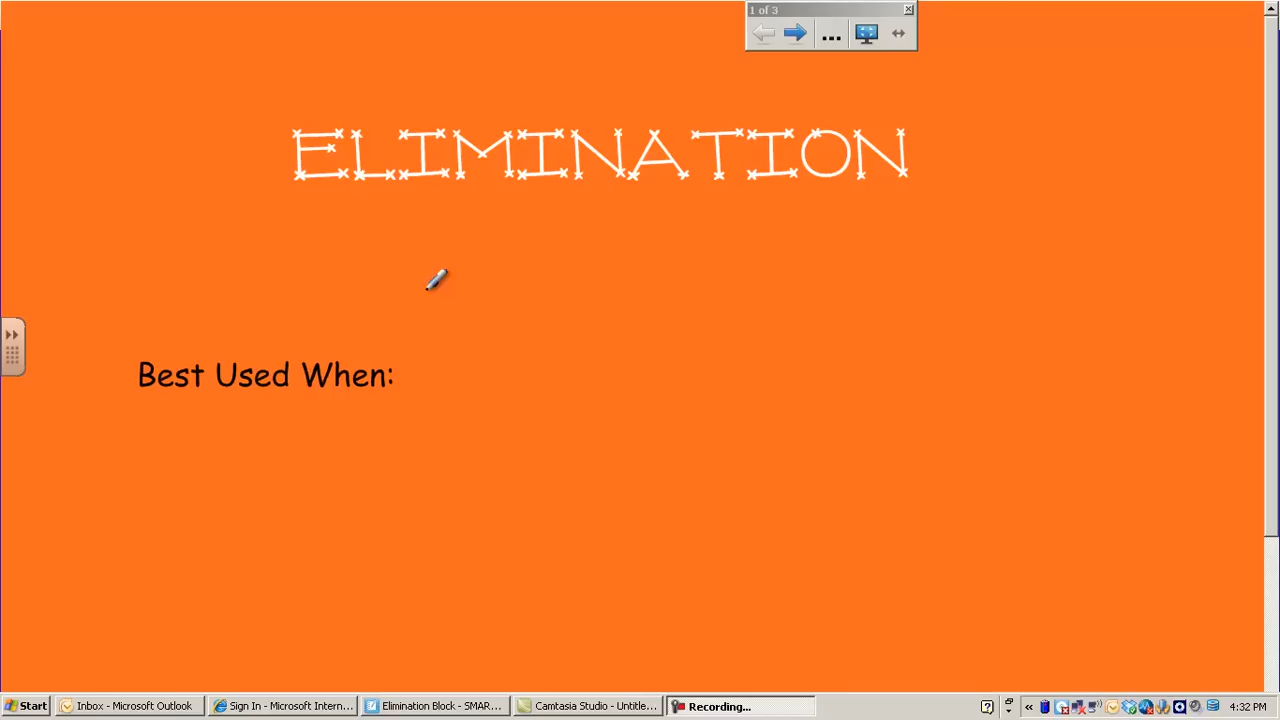 1 of 3
ELIMINATION
Best Used When:
Start
Inbox - Microsoft Outlook
Sign In - Microsoft Intern...
Elimination Block - SMAR...
Camtasia Studio - Untitle...
Recording...
4:32 PM